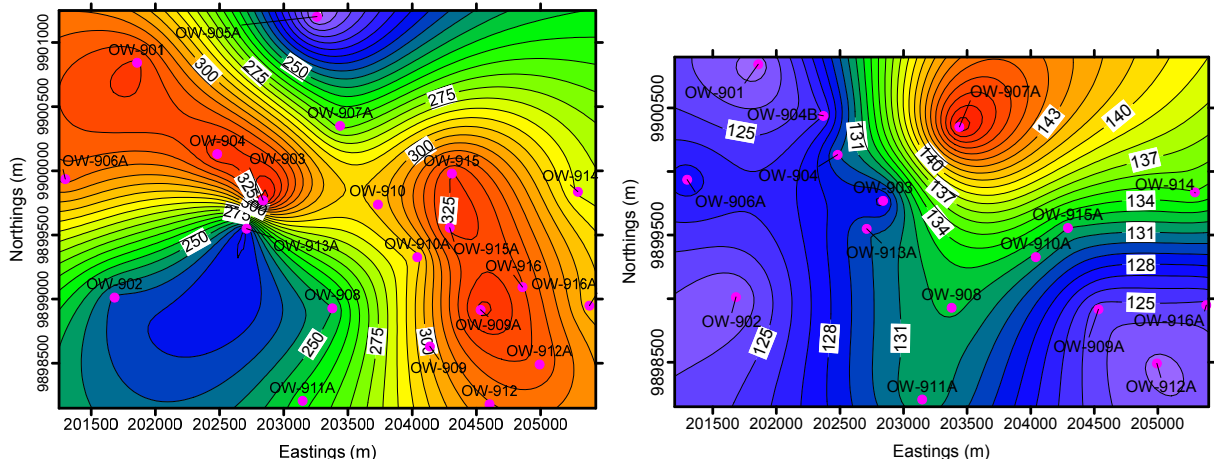 9901000
OW-905A
OW-901
300
275
250
9900500
275
OW-907A
OW-904
OW-903
300
OW-915
9900000
OW-906A
325
300
275
OW-910
OW-914
325
9899500
250
OW-913A
OW-910A
OW-915A
OW-916
9899000
OW-902
OW-908
OW-916A
OW-909A
250
275
300
9898500
OW-909
OW-912A
OW-911A
OW-912
201500 202000 202500 203000 203500 204000 204500 205000
Eastings (m)
Northings (m)
OW-901
OW-907A
9900500
OW-904B
125
131
143
140
140
137
OW-904
OW-903
137
OW-914
OW-906A
134
134
OW-915A
9899500
131
OW-913A
OW-910A
128
OW-908
125
OW-902
OW-916A
125
128
131
OW-909A
9898500
OW-911A
OW-912A
201500 202000 202500 203000 203500 204000 204500 205000
Eastings (m)
Northings (m)